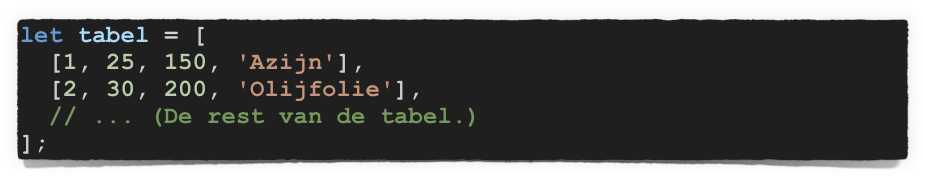 let tabel = [
  [1, 25, 150, 'Azijn'],
  [2, 30, 200, 'Olijfolie'],
  // ... (De rest van de tabel.)
];